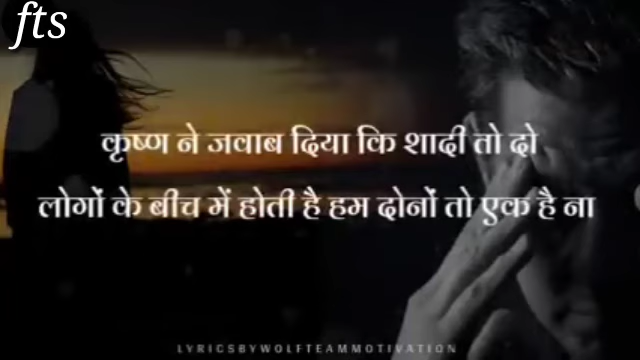 fts
कृष्ण ने जवाब दिया कि शादी तो दो
लोगों के बीच में होती है हम दोनों तो एक है ना
LYRICSBYWOLFTEAMMOTIVATION